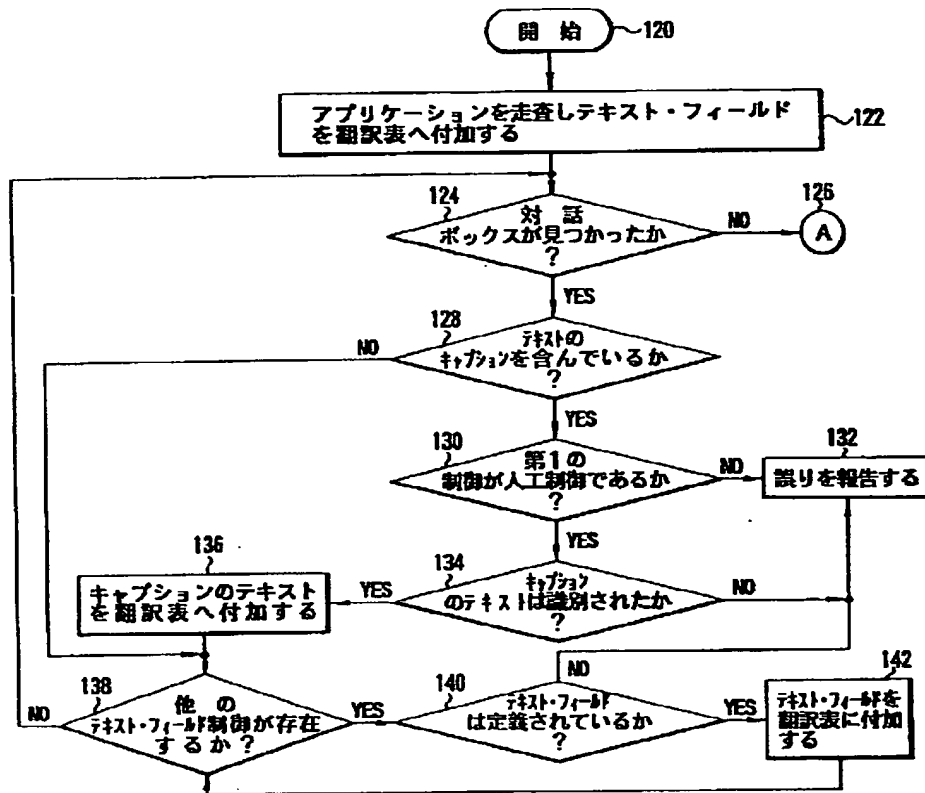 開始
120
アプリケーションを走査しテキスト・フィールド
を翻訳表へ付加する
122
124
対話
ボックスが見つかったか
?
NO
126
A
YES
128
テキストの
キャプションを含んでいるか
?
NO
YES
130
第1の
制御が人工制御であるか
?
NO
132
誤りを報告する
YES
134
キャプション
のテキストは識別されたか
?
NO
YES
136
キャプションのテキスト
を翻訳表へ付加する
138
他の
テキスト・フィールド制御が存在
するか?
NO
YES
140
テキスト・フィールド
は定義されているか
?
NO
YES
142
テキスト・フィールドを
翻訳表に付加
する